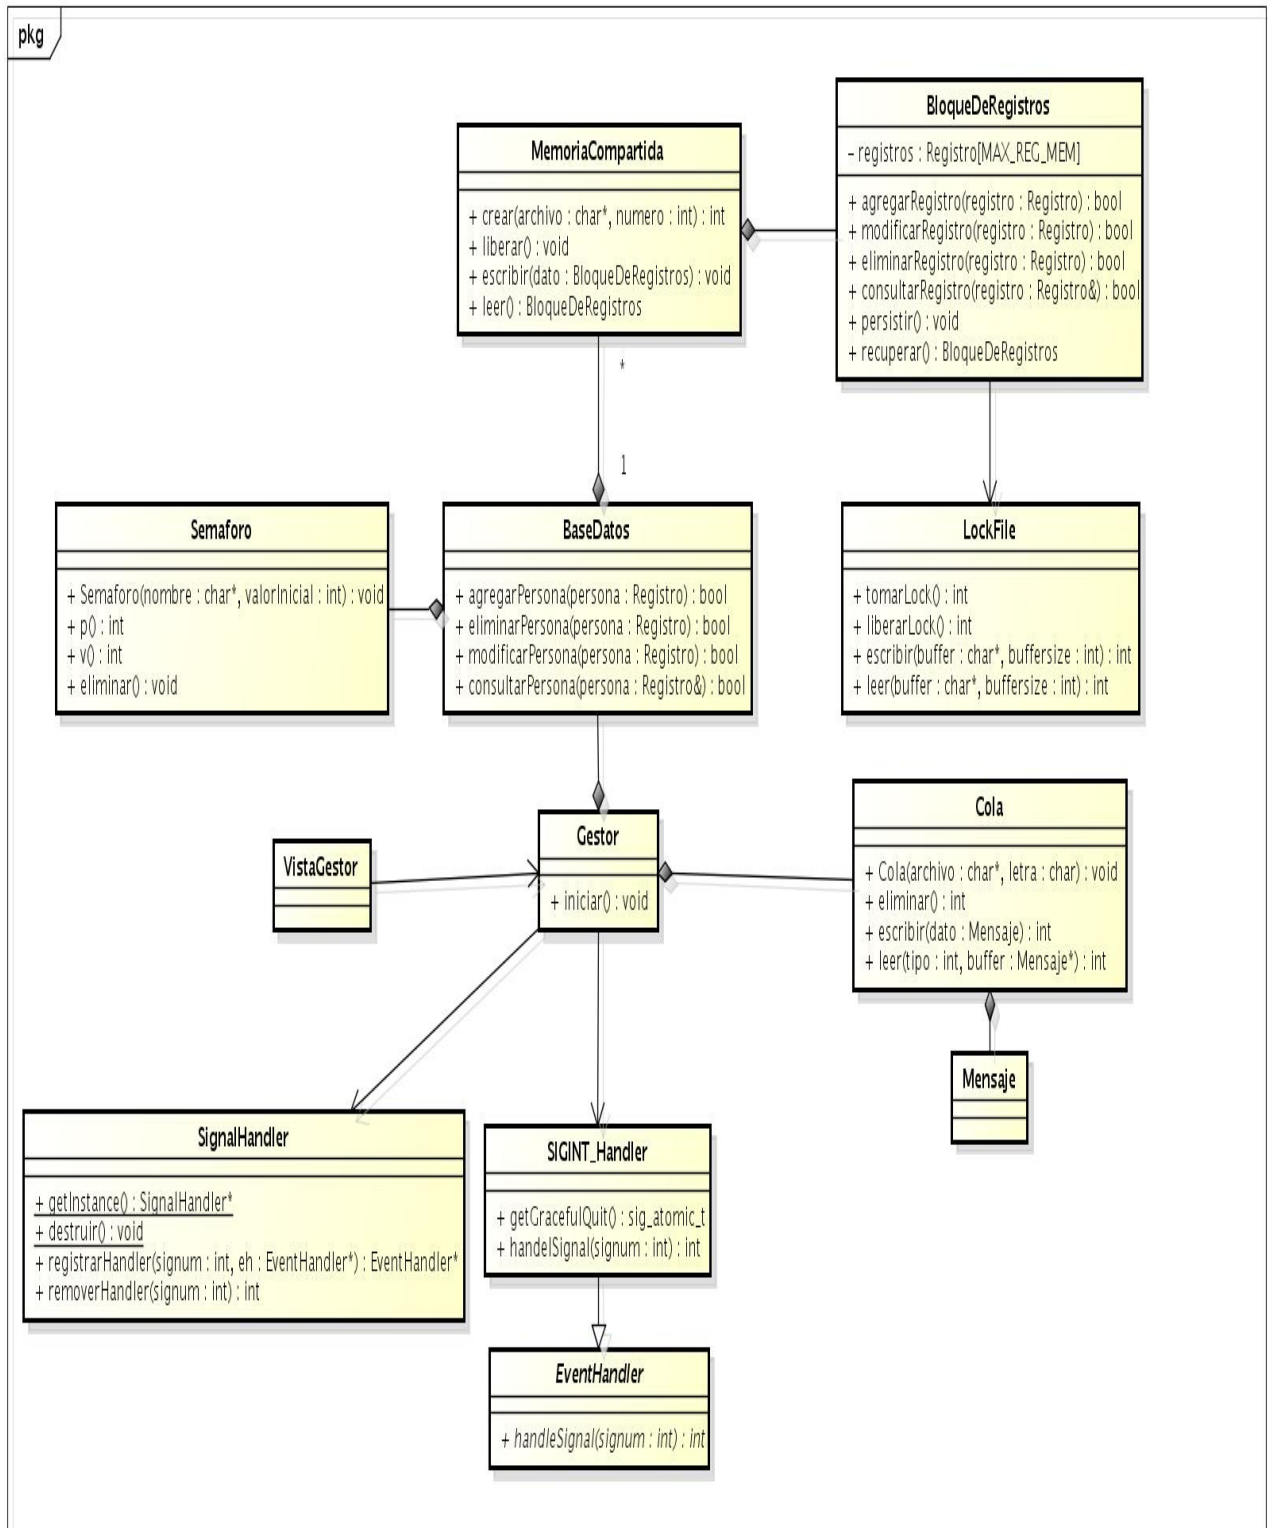 pkg
BloqueDeRegistros
- registros : Registro[MAX_REG_MEM]
+ agregarRegistro(registro : Registro) : bool
+ modificarRegistro(registro : Registro) : bool
+ eliminarRegistro(registro : Registro) : bool
+ consultarRegistro(registro : Registro&) : bool
+ persistir() : void
+ recuperar() : BloqueDeRegistros
MemoriaCompartida
+ crear(archivo : char*, numero : int) : int
+ liberar() : void
+ escribir(dato : BloqueDeRegistros) : void
+ leer() : BloqueDeRegistros
*
1
Semaforo
+ Semaforo(nombre : char*, valorInicial : int) : void
+ p() : int
+ v() : int
+ eliminar() : void
BaseDatos
+ agregarPersona(persona : Registro) : bool
+ eliminarPersona(persona : Registro) : bool
+ modificarPersona(persona : Registro) : bool
+ consultarPersona(persona : Registro&) : bool
LockFile
+ tomarLock() : int
+ liberarLock() : int
+ escribir(buffer : char*, buffersize : int) : int
+ leer(buffer : char*, buffersize : int) : int
VistaGestor
Gestor
+ iniciar() : void
Cola
+ Cola(archivo : char*, letra : char) : void
+ eliminar() : int
+ escribir(dato : Mensaje) : int
+ leer(tipo : int, buffer : Mensaje*) : int
Mensaje
SignalHandler
+ getInstance() : SignalHandler*
+ destruir() : void
+ registrarHandler(signum : int, eh : EventHandler*) : EventHandler*
+ removerHandler(signum : int) : int
SIGINT_Handler
+ getGracefulQuit() : sig_atomic_t
+ handelSignal(signum : int) : int
EventHandler
+ handleSignal(signum : int) : int